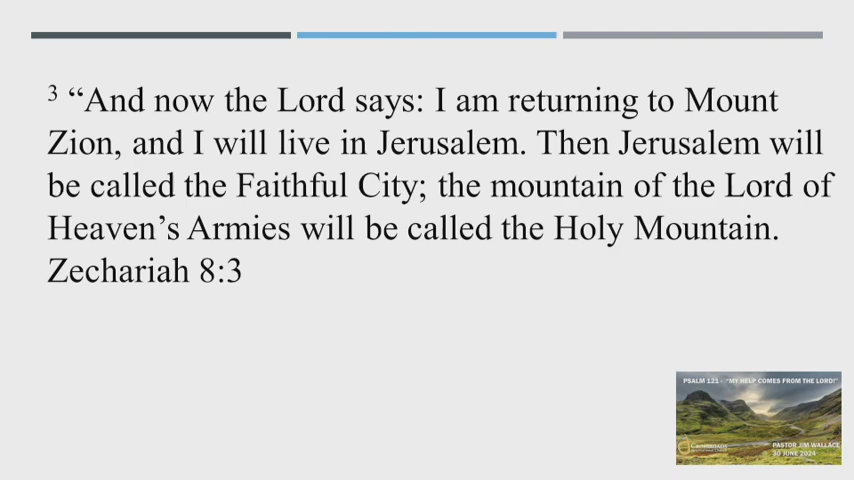 3 “And now the Lord says: I am returning to Mount
Zion, and I will live in Jerusalem. Then Jerusalem will
be called the Faithful City; the mountain of the Lord of
Heaven’s Armies will be called the Holy Mountain.
Zechariah 8:3
PSALM 121 - "MY HELP COMES FROM THE LORD!"
PASTOR JIM WALLACE
30 JUNE 2024